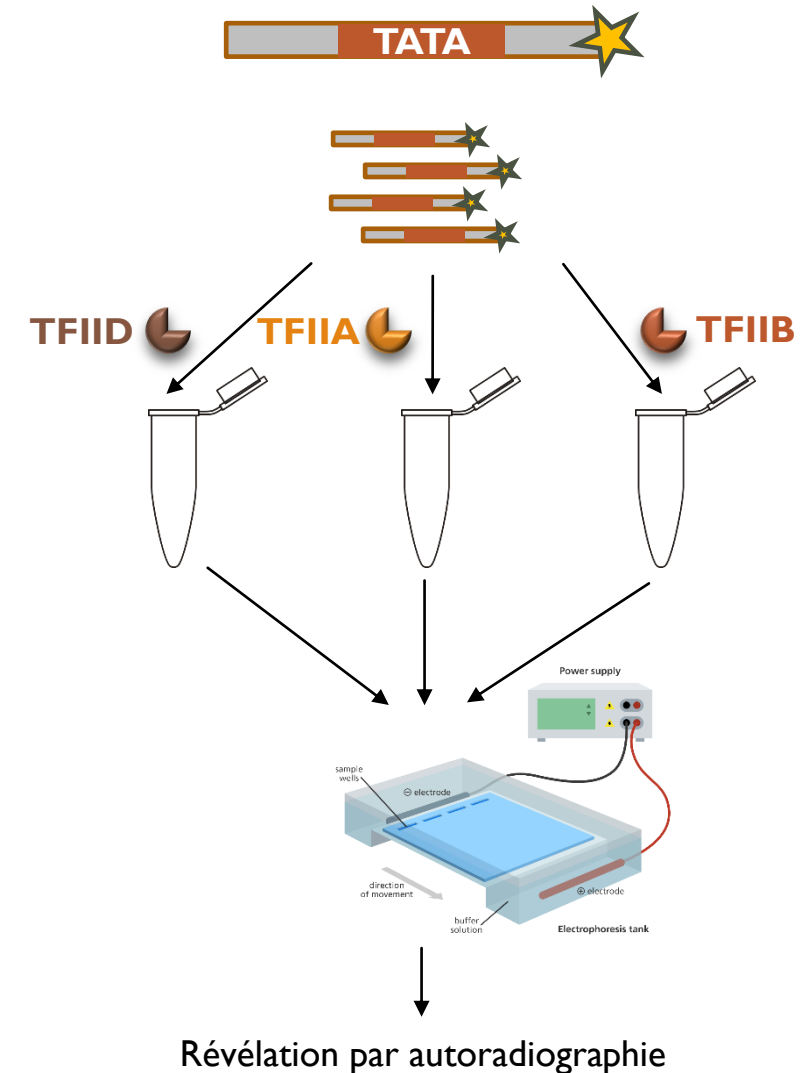 TATA
TFIID
TFIIA
TFIIB
Power supply
sample
wells
⊖ electrode
direction
of movement
⊕ electrode
buffer
solution
Electrophoresis tank
Révélation par autoradiographie